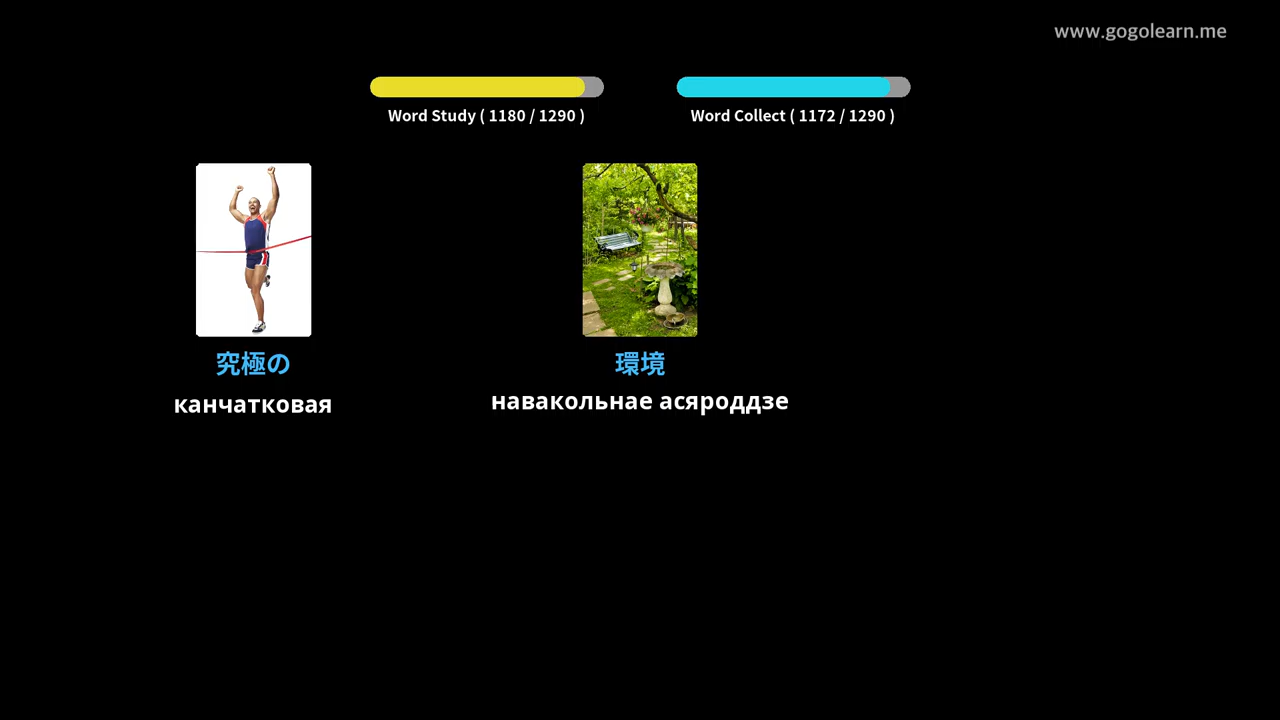 www.gogolearn.me
Word Study ( 1180 / 1290 )
Word Collect ( 1172 / 1290 )
究極の
канчатковая
環境
навакольнае асяроддзе